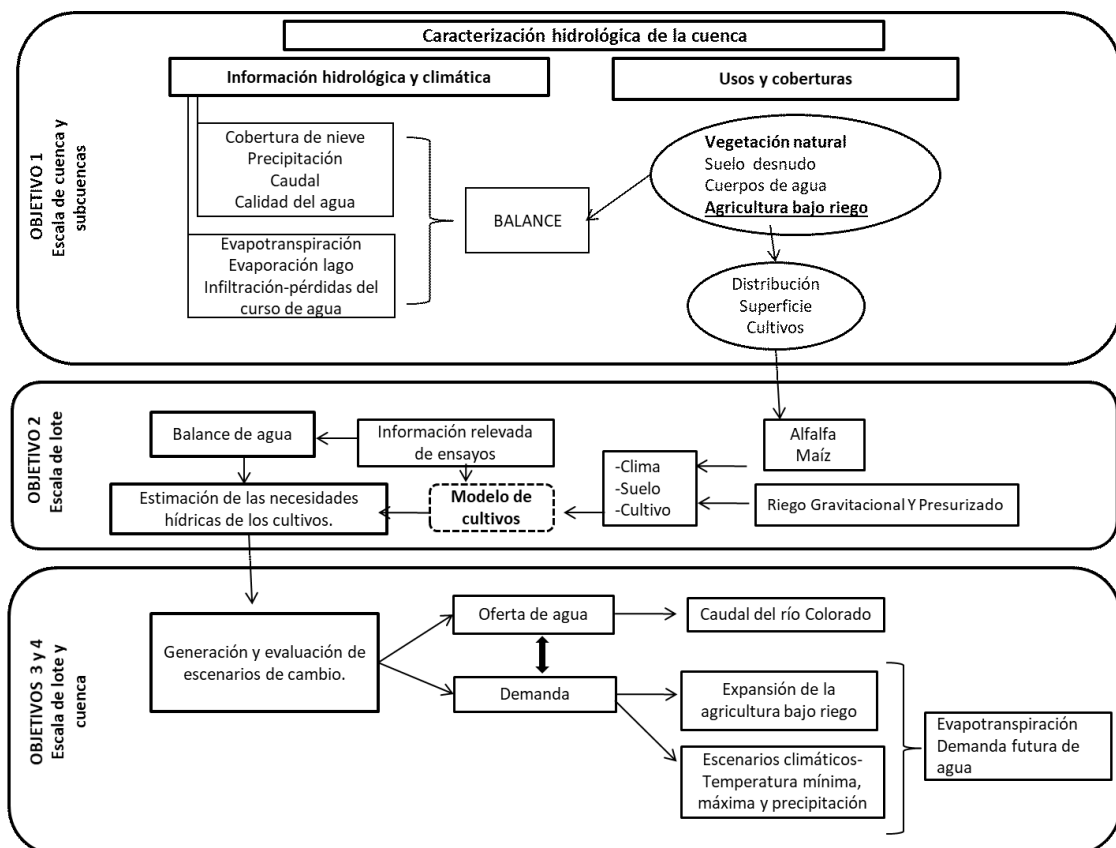 OBJETIVO 1
Escala de cuenca y
subcuencas
Caracterización hidrológica de la cuenca
Información hidrológica y climática
Usos y coberturas
Cobertura de nieve
Precipitación
Caudal
Calidad del agua
Evapotranspiración
Evaporación lago
Infiltración-pérdidas del
curso de agua
BALANCE
Vegetación natural
Suelo desnudo
Cuerpos de agua
Agricultura bajo riego
Distribución
Superficie
Cultivos
OBJETIVO 2
Escala de lote
Balance de agua
Información relevada
de ensayos
Alfalfa
Maíz
-Clima
-Suelo
-Cultivo
Estimación de las necesidades
hídricas de los cultivos.
Modelo de
cultivos
Riego Gravitacional Y Presurizado
OBJETIVOS 3 y 4
Escala de lote y
cuenca
Generación y evaluación de
escenarios de cambio.
Oferta de agua
Caudal del río Colorado
Demanda
Expansión de la
agricultura bajo riego
Escenarios climáticos-
Temperatura mínima,
máxima y precipitación
Evapotranspiración
Demanda futura de
agua